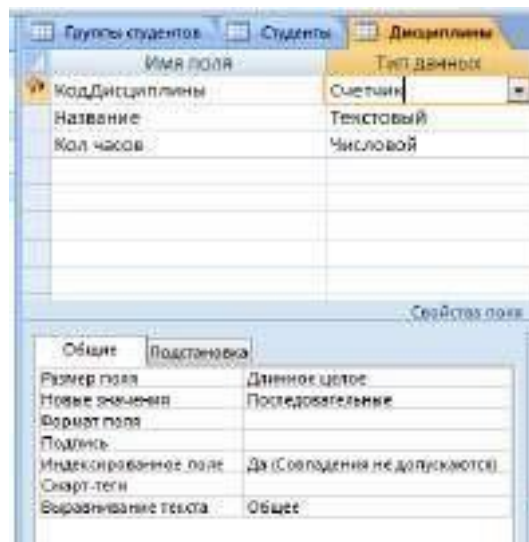 Группы студентов Студенты Дисциплины
Имя поля Тип данных
КодДисциплины Счетчик
Название Текстовый
Кол часов Числовой
Свойства поля
Общие Подстановка
Размер поля Длинное целое
Новые значения Последовательные
Формат поля
Подпись
Индексированное поле Да (Совпадения не допускаются)
Смарт-теги
Выравнивание текста Общее